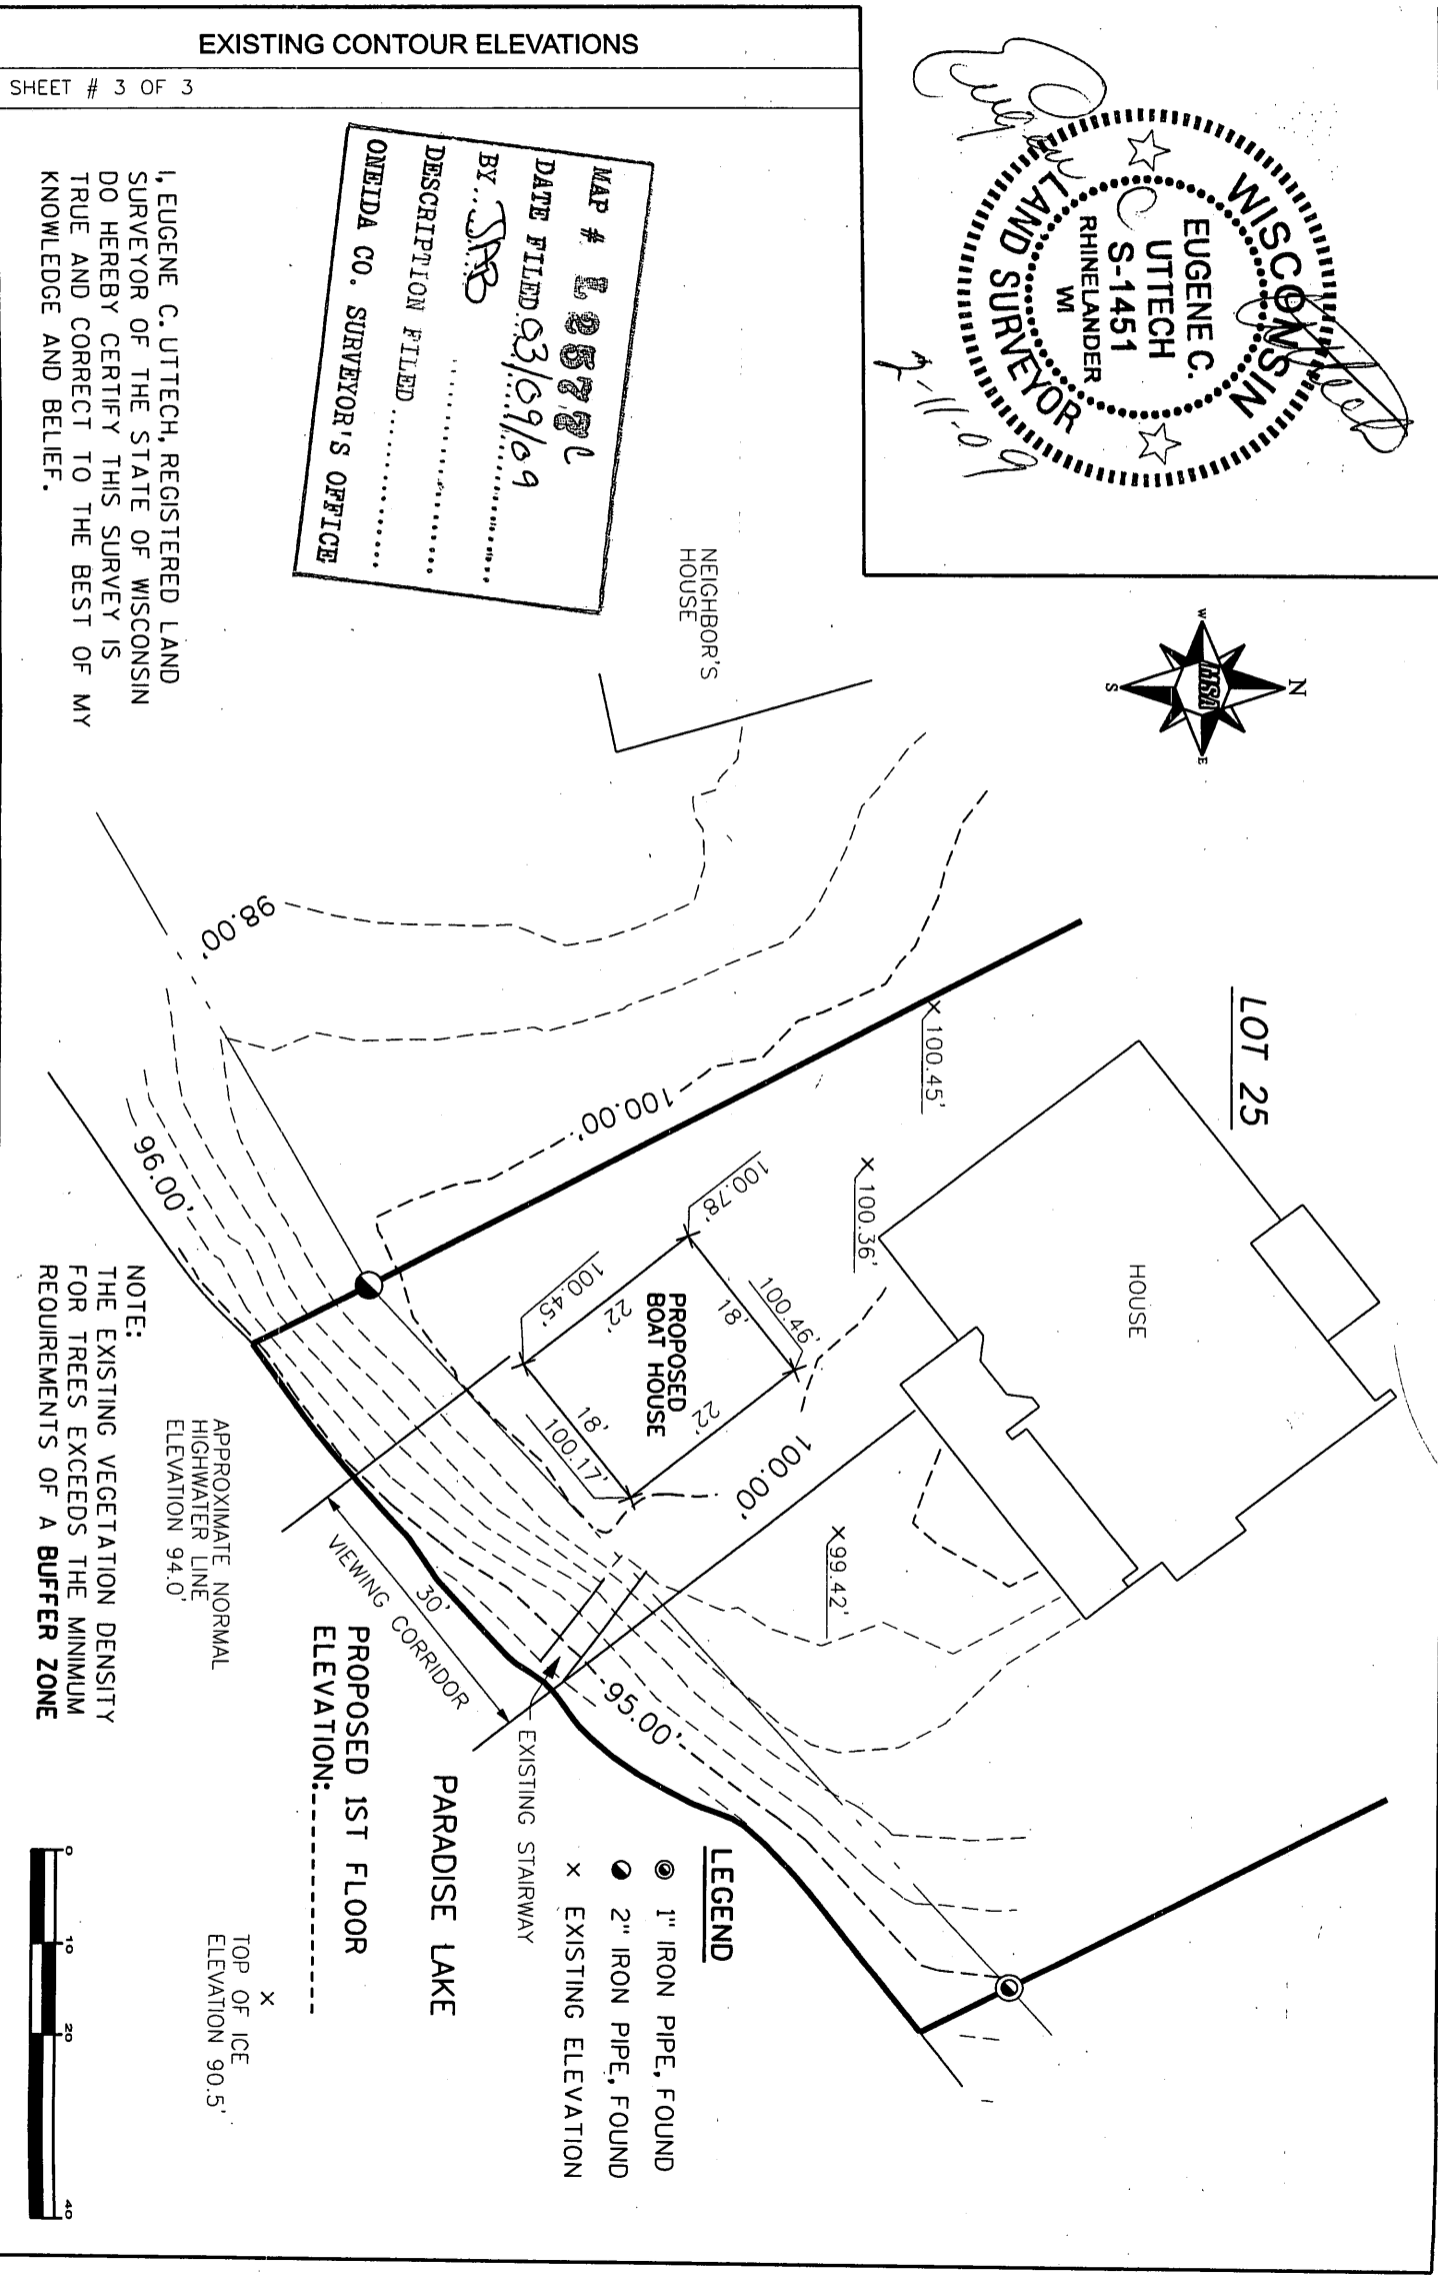 EXISTING CONTOUR ELEVATIONS
SHEET # 3 OF 3
WISCONSIN
EUGENE C.
UTTECH
S-1451
RHINELANDER
WI
LAND SURVEYOR
Eugene C Uttech
2-11-09
N
W
E
S
MSA
MAP #
DATE FILED 03/09/09
BY
DESCRIPTION FILED
ONEIDA CO. SURVEYOR'S OFFICE
I, EUGENE C. UTTECH, REGISTERED LAND
SURVEYOR OF THE STATE OF WISCONSIN
DO HEREBY CERTIFY THIS SURVEY IS
TRUE AND CORRECT TO THE BEST OF MY
KNOWLEDGE AND BELIEF.
NEIGHBOR'S
HOUSE
LOT 25
HOUSE
× 100.45'
× 100.36'
×99.42'
98.00'
100.00'
100.00'
96.00'
95.00'
100.78'
100.46'
100.45'
100.17'
18'
22'
PROPOSED
BOAT HOUSE
22'
18'
30'
VIEWING CORRIDOR
EXISTING STAIRWAY
PARADISE LAKE
PROPOSED 1ST FLOOR
ELEVATION:
APPROXIMATE NORMAL
HIGHWATER LINE
ELEVATION 94.0'
NOTE:
THE EXISTING VEGETATION DENSITY
FOR TREES EXCEEDS THE MINIMUM
REQUIREMENTS OF A BUFFER ZONE
LEGEND
1" IRON PIPE, FOUND
2" IRON PIPE, FOUND
× EXISTING ELEVATION
×
TOP OF ICE
ELEVATION 90.5'
0 10 20 40